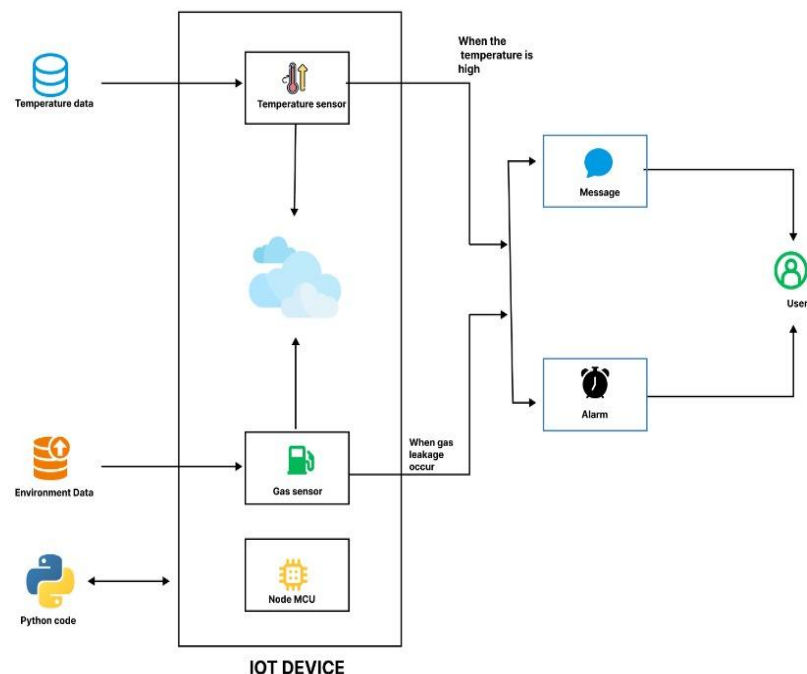 When the
temperature is
high
Temperature data
Temperature sensor
Message
User
Alarm
When gas
leakage
occur
Environment Data
Gas sensor
Node MCU
Python code
IOT DEVICE